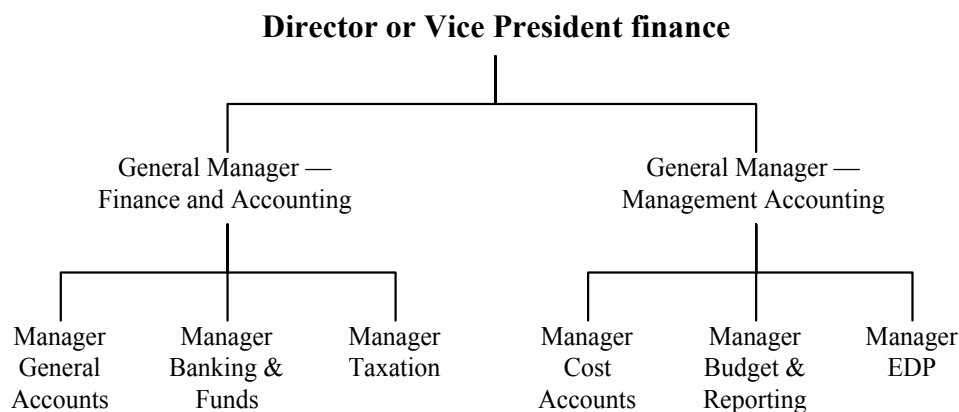 Director or Vice President finance
General Manager —
Finance and Accounting
General Manager —
Management Accounting
Manager
General
Accounts
Manager
Banking &
Funds
Manager
Taxation
Manager
Cost
Accounts
Manager
Budget &
Reporting
Manager
EDP